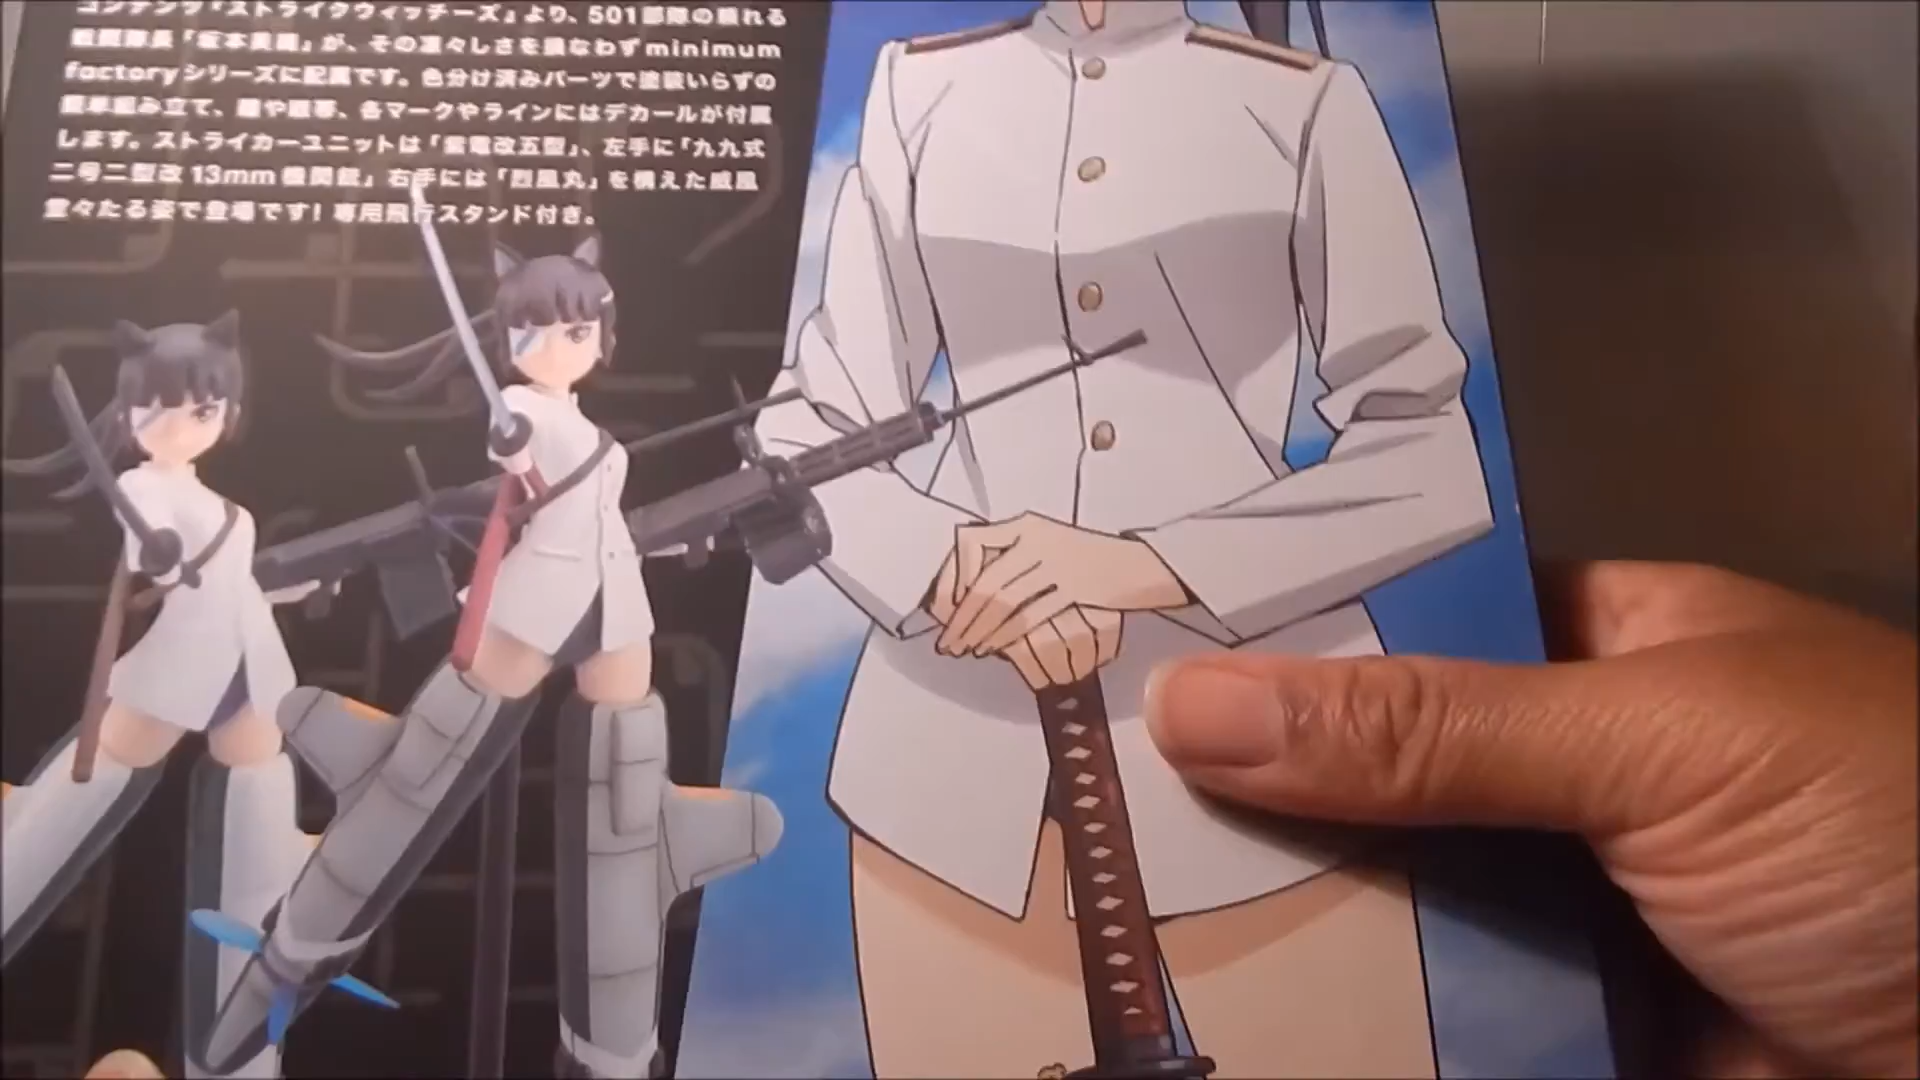 コンテンツ『ストライクウィッチーズ』より、501部隊の頼れる
戦闘隊長「坂本美緒」が、その凛々しさを損なわずminimum
factoryシリーズに配属です。色分け済みパーツで塗装いらずの
簡単組み立て、瞳や眼帯、各マークやラインにはデカールが付属
します。ストライカーユニットは「紫電改五型」、左手に「九九式
二号二型改13mm機関銃」右手には「烈風丸」を構えた威風
堂々たる姿で登場です! 専用飛行スタンド付き。